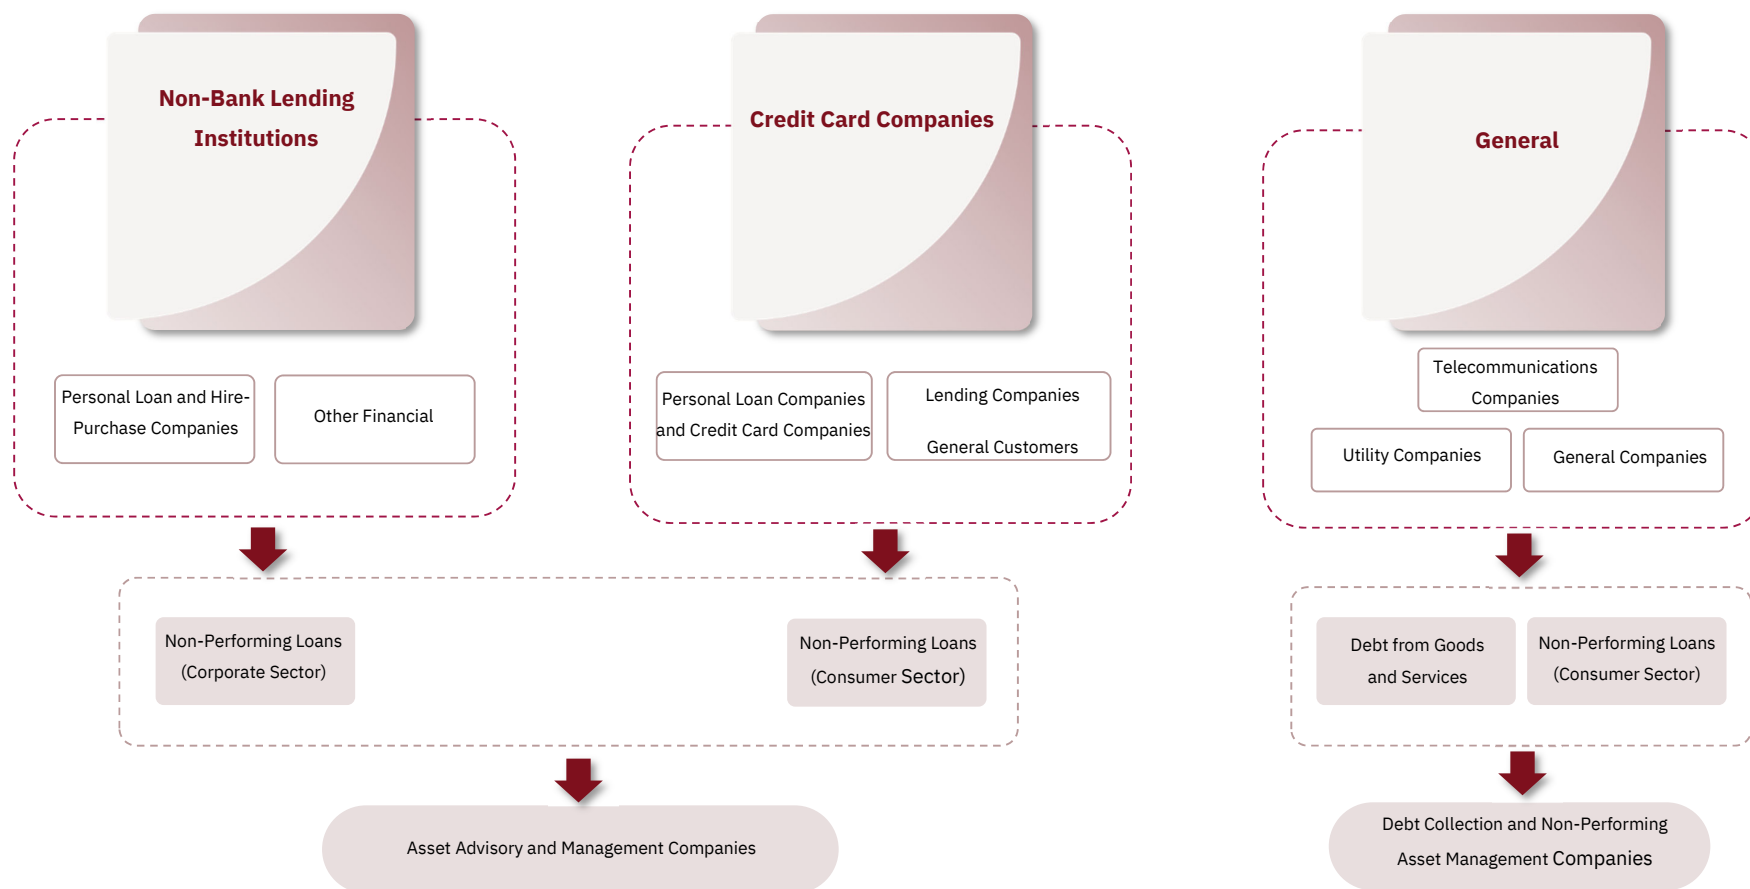 Non-Bank Lending
Institutions
Personal Loan and Hire-
Purchase Companies
Other Financial
Credit Card Companies
Personal Loan Companies
and Credit Card Companies
Lending Companies
General Customers
General
Telecommunications
Companies
Utility Companies
General Companies
Non-Performing Loans
(Corporate Sector)
Non-Performing Loans
(Consumer Sector)
Debt from Goods
and Services
Non-Performing Loans
(Consumer Sector)
Asset Advisory and Management Companies
Debt Collection and Non-Performing
Asset Management Companies